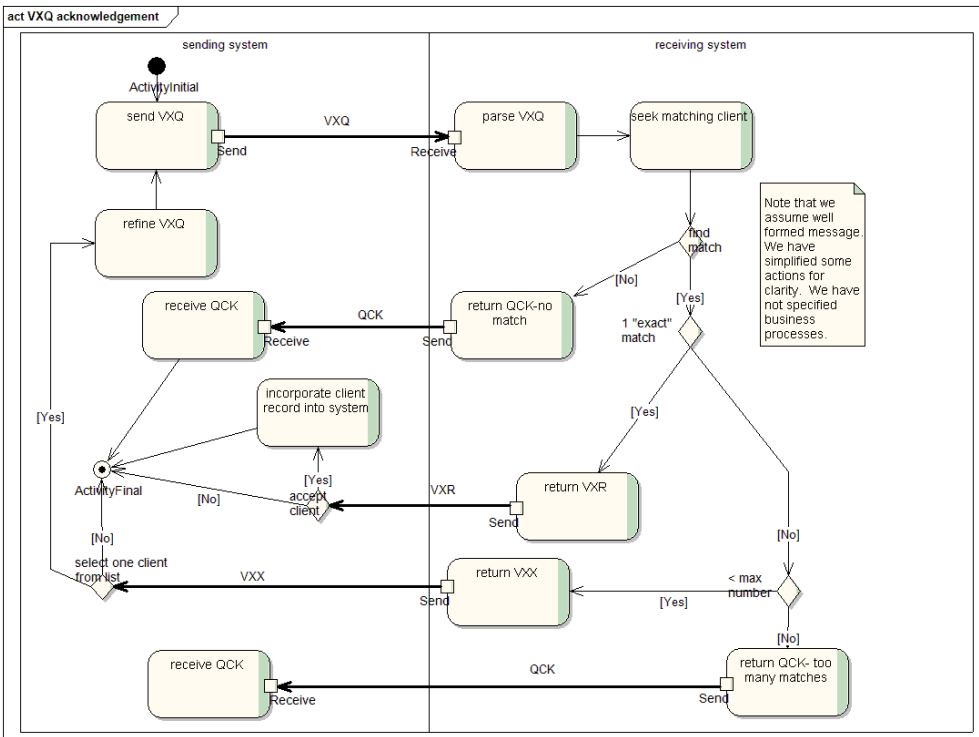 act VXQ acknowledgement
sending system
receiving system
ActivityInitial
send VXQ
Send
VXQ
Receive
parse VXQ
seek matching client
refine VXQ
Note that we
assume well
formed message.
We have
simplified some
actions for
clarity. We have
not specified
business
processes.
find
match
[No]
[Yes]
receive QCK
Receive
QCK
Send
return QCK-no
match
1 "exact"
match
incorporate client
record into system
[Yes]
[Yes]
[Yes]
accept
client
[No]
ActivityFinal
VXR
Send
return VXR
[No]
[No]
select one client
from list
VXX
Send
return VXX
[Yes]
< max
number
[No]
receive QCK
Receive
QCK
Send
return QCK- too
many matches